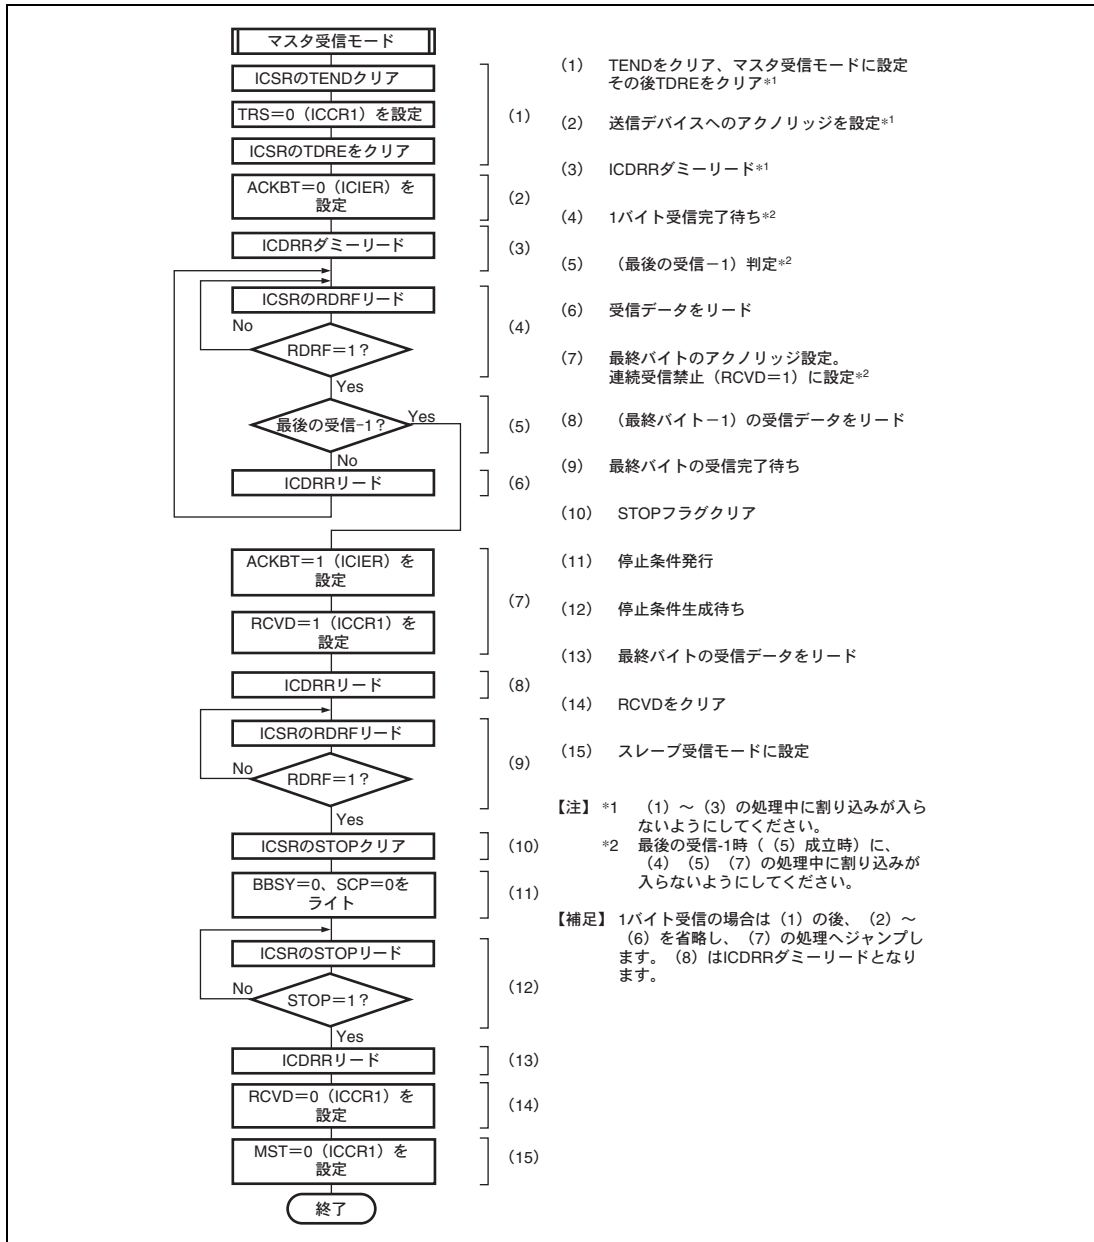 マスタ受信モード
ICSRのTENDクリア
TRS=0（ICCR1）を設定
ICSRのTDREをクリア
(1)
ACKBT=0（ICIER）を
設定
(2)
ICDRRダミーリード
(3)
ICSRのRDRFリード
No
RDRF=1?
(4)
Yes
最後の受信-1?
Yes
(5)
No
ICDRRリード
(6)
ACKBT=1（ICIER）を
設定
RCVD=1（ICCR1）を
設定
(7)
ICDRRリード
(8)
ICSRのRDRFリード
No
RDRF=1?
(9)
Yes
ICSRのSTOPクリア
(10)
BBSY=0、SCP=0を
ライト
(11)
ICSRのSTOPリード
No
STOP=1?
(12)
Yes
ICDRRリード
(13)
RCVD=0（ICCR1）を
設定
(14)
MST=0（ICCR1）を
設定
(15)
終了
(1) TENDをクリア、マスタ受信モードに設定
その後TDREをクリア*1
(2) 送信デバイスへのアクノリッジを設定*1
(3) ICDRRダミーリード*1
(4) 1バイト受信完了待ち*2
(5) （最後の受信－1）判定*2
(6) 受信データをリード
(7) 最終バイトのアクノリッジ設定。
連続受信禁止（RCVD=1）に設定*2
(8) （最終バイト－1）の受信データをリード
(9) 最終バイトの受信完了待ち
(10) STOPフラグクリア
(11) 停止条件発行
(12) 停止条件生成待ち
(13) 最終バイトの受信データをリード
(14) RCVDをクリア
(15) スレーブ受信モードに設定
【注】 *1 （1）～（3）の処理中に割り込みが入ら
ないようにしてください。
*2 最後の受信-1時（（5）成立時）に、
（4）（5）（7）の処理中に割り込みが
入らないようにしてください。
【補足】 1バイト受信の場合は（1）の後、（2）～
（6）を省略し、（7）の処理へジャンプし
ます。（8）はICDRRダミーリードとなり
ます。